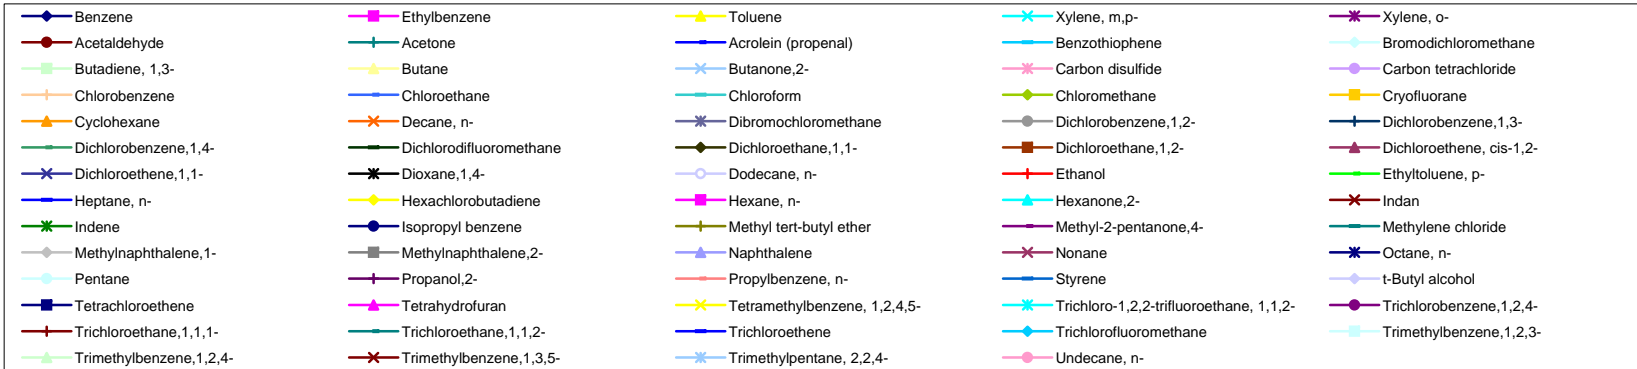 Benzene Ethylbenzene Toluene Xylene, m,p- Xylene, o-
Acetaldehyde Acetone Acrolein (propenal) Benzothiophene Bromodichloromethane
Butadiene, 1,3- Butane Butanone,2- Carbon disulfide Carbon tetrachloride
Chlorobenzene Chloroethane Chloroform Chloromethane Cryofluorane
Cyclohexane Decane, n- Dibromochloromethane Dichlorobenzene,1,2- Dichlorobenzene,1,3-
Dichlorobenzene,1,4- Dichlorodifluoromethane Dichloroethane,1,1- Dichloroethane,1,2- Dichloroethene, cis-1,2-
Dichloroethene,1,1- Dioxane,1,4- Dodecane, n- Ethanol Ethyltoluene, p-
Heptane, n- Hexachlorobutadiene Hexane, n- Hexanone,2- Indan
Indene Isopropyl benzene Methyl tert-butyl ether Methyl-2-pentanone,4- Methylene chloride
Methylnaphthalene,1- Methylnaphthalene,2- Naphthalene Nonane Octane, n-
Pentane Propanol,2- Propylbenzene, n- Styrene t-Butyl alcohol
Tetrachloroethene Tetrahydrofuran Tetramethylbenzene, 1,2,4,5- Trichloro-1,2,2-trifluoroethane, 1,1,2- Trichlorobenzene,1,2,4-
Trichloroethane,1,1,1- Trichloroethane,1,1,2- Trichloroethene Trichlorofluoromethane Trimethylbenzene,1,2,3-
Trimethylbenzene,1,2,4- Trimethylbenzene,1,3,5- Trimethylpentane, 2,2,4- Undecane, n-